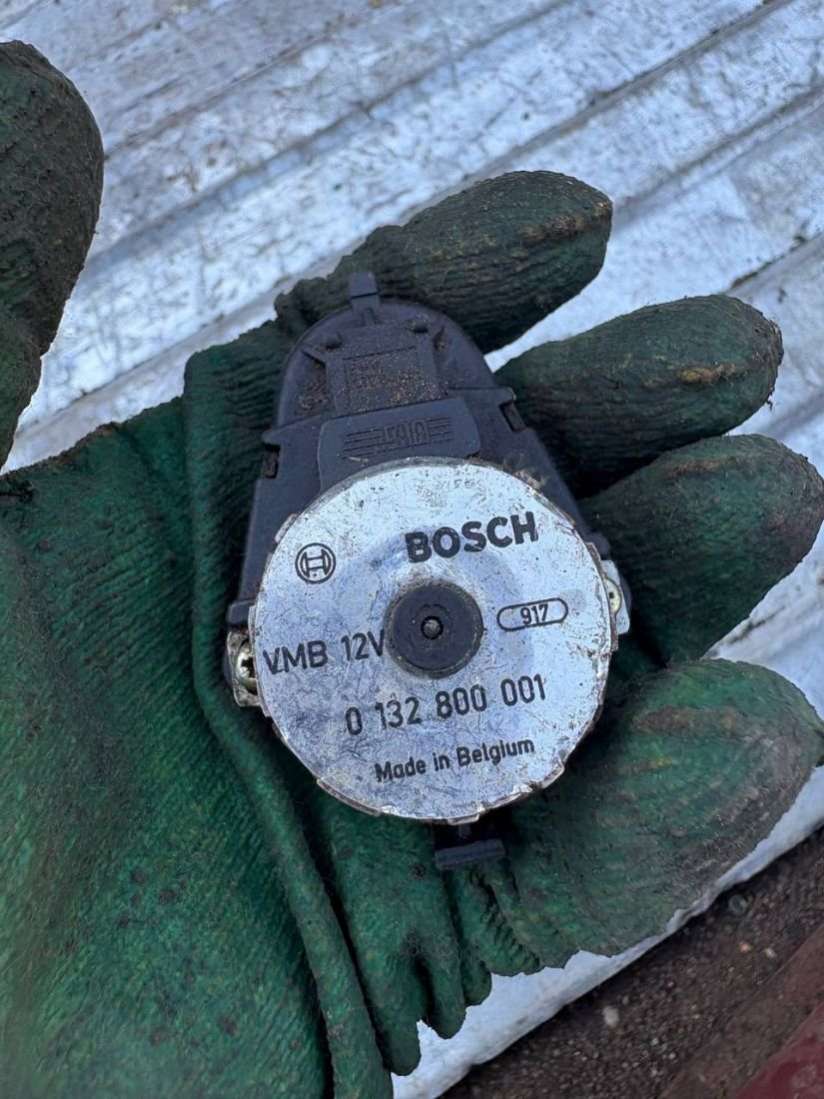 BOSCH
917
VMB 12V
0 132 800 001
Made in Belgium